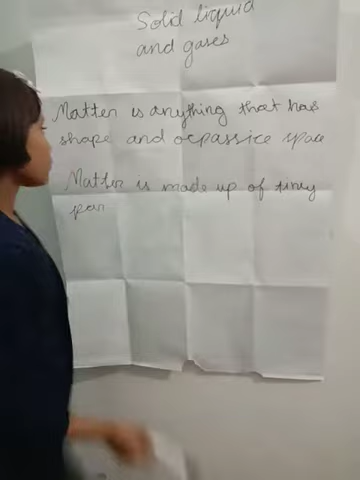 Solid liquid
and gases
Matter is anything that has
shape and ocpassice space
Matter is made up of tiny
par